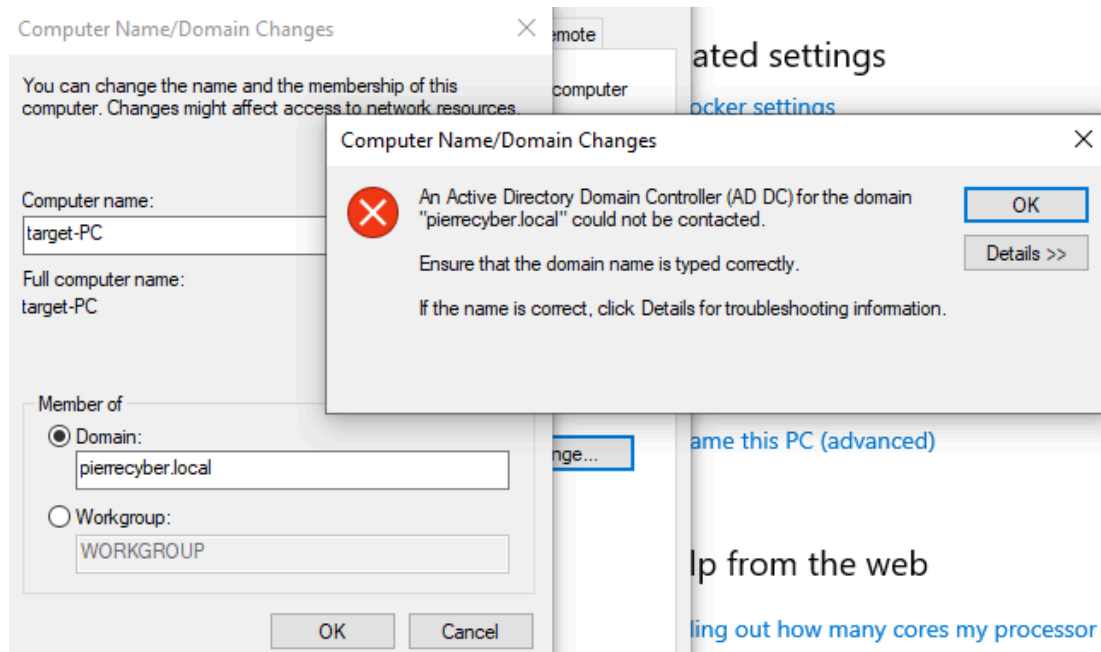 Computer Name/Domain Changes
You can change the name and the membership of this
computer. Changes might affect access to network resources.
Computer name:
target-PC
Full computer name:
target-PC
Member of
Domain:
pierrecyber.local
Workgroup:
WORKGROUP
OK
Cancel
emote
computer
nge...
Computer Name/Domain Changes
An Active Directory Domain Controller (AD DC) for the domain
"pierrecyber.local" could not be contacted.
Ensure that the domain name is typed correctly.
If the name is correct, click Details for troubleshooting information.
OK
Details >>
ated settings
ocker settings
ame this PC (advanced)
lp from the web
ling out how many cores my processor